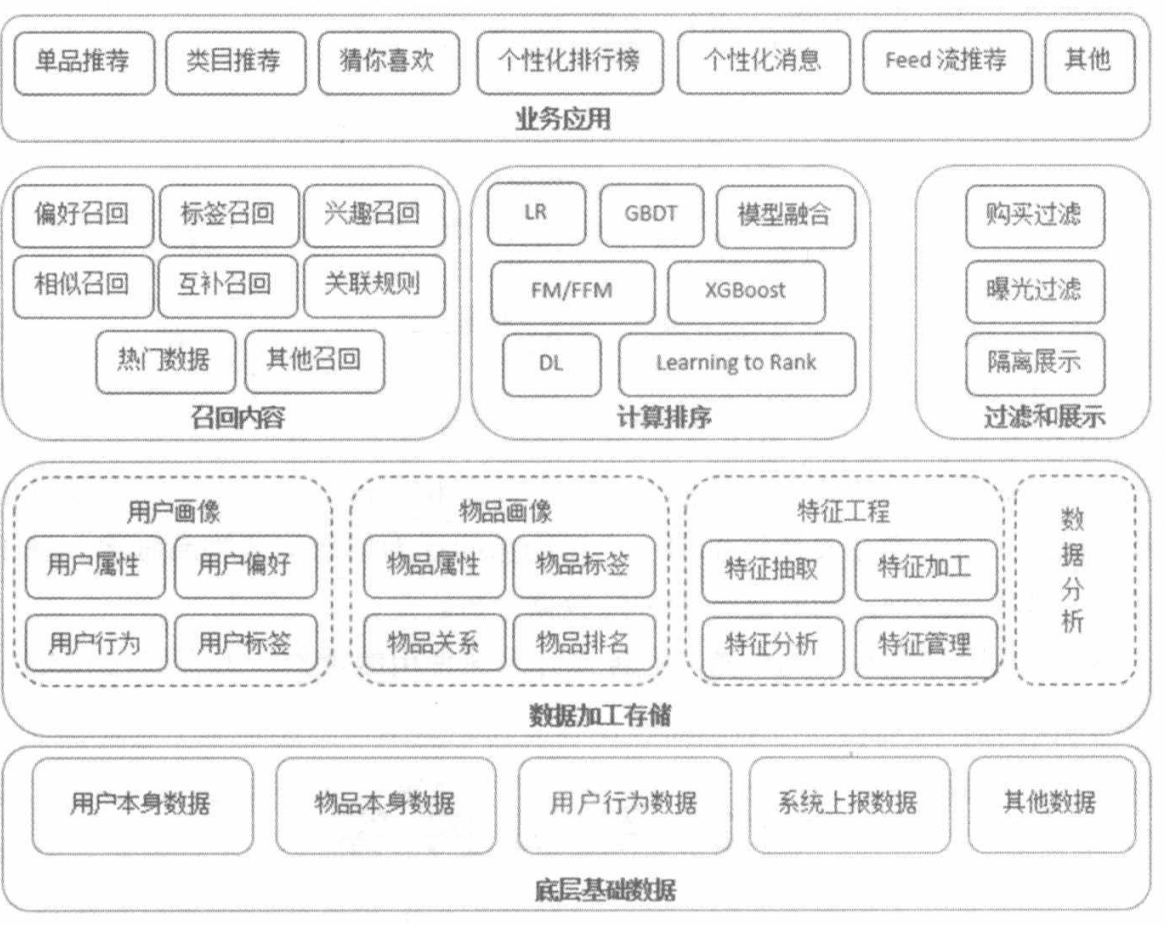 单品推荐 类目推荐 猜你喜欢 个性化排行榜 个性化消息 Feed 流推荐 其他
业务应用
偏好召回 标签召回 兴趣召回
相似召回 互补召回 关联规则
热门数据 其他召回
召回内容
LR GBDT 模型融合
FM/FFM XGBoost
DL Learning to Rank
计算排序
购买过滤
曝光过滤
隔离展示
过滤和展示
用户画像
用户属性 用户偏好
用户行为 用户标签
物品画像
物品属性 物品标签
物品关系 物品排名
特征工程
特征抽取 特征加工
特征分析 特征管理
数据分析
数据加工存储
用户本身数据 物品本身数据 用户行为数据 系统上报数据 其他数据
底层基础数据